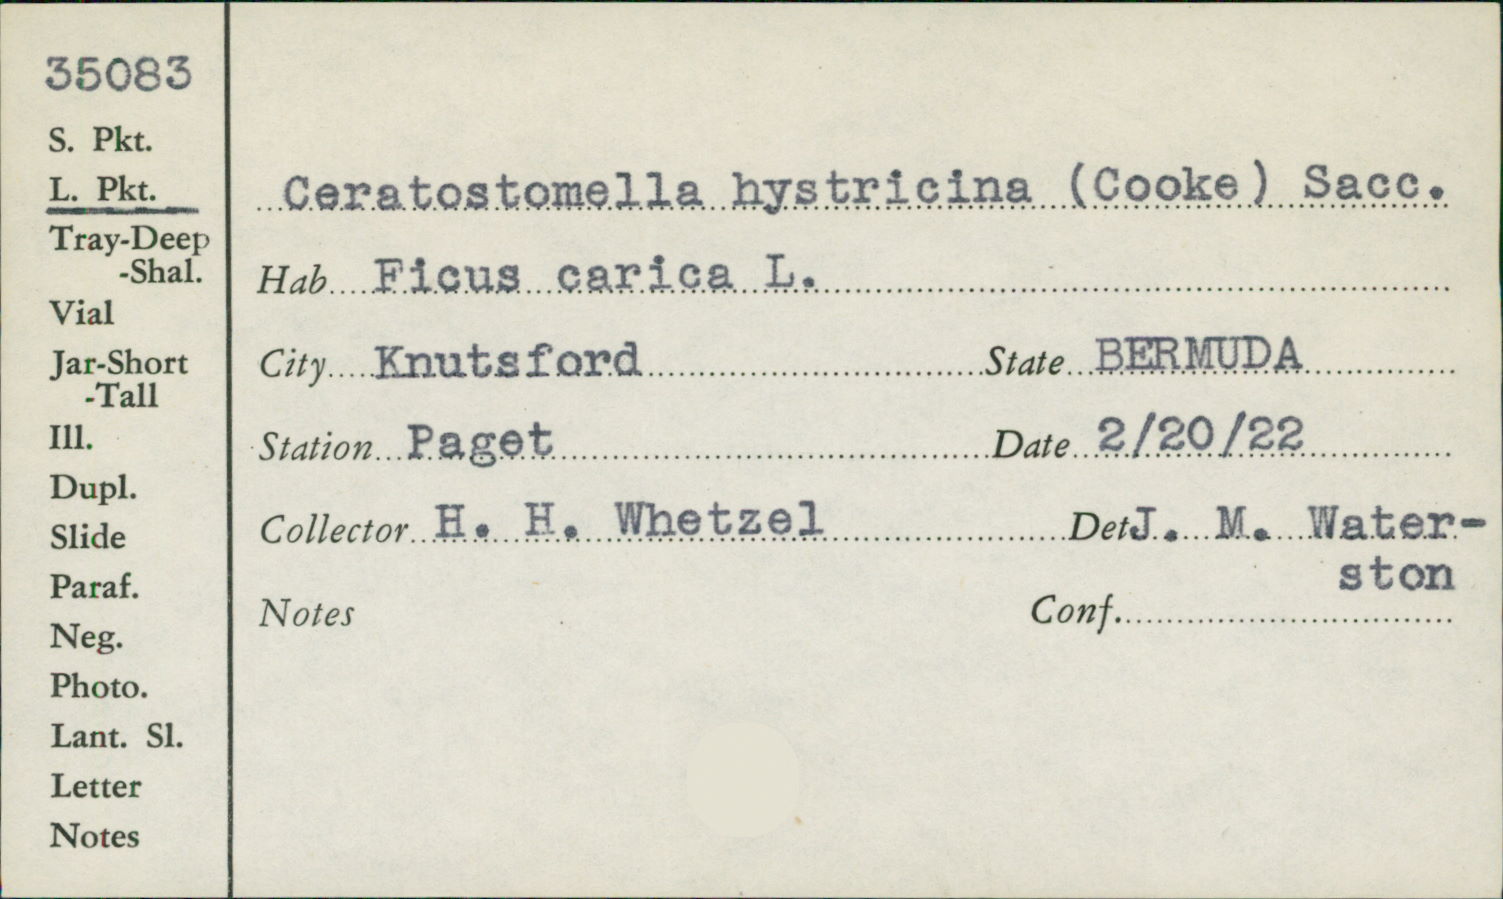 35083
S. Pkt.
L. Pkt.
Tray-Deep
-Shal.
Vial
Jar-Short
-Tall
Ill.
Dupl.
Slide
Paraf.
Neg.
Photo.
Lant. Sl.
Letter
Notes
Ceratostomella hystricina (Cooke) Sacc.
Hab Ficus carica L.
City Knutsford State BERMUDA
Station Paget Date 2/20/22
Collector H. H. Whetzel Det J. M. Water-
ston
Notes Conf.